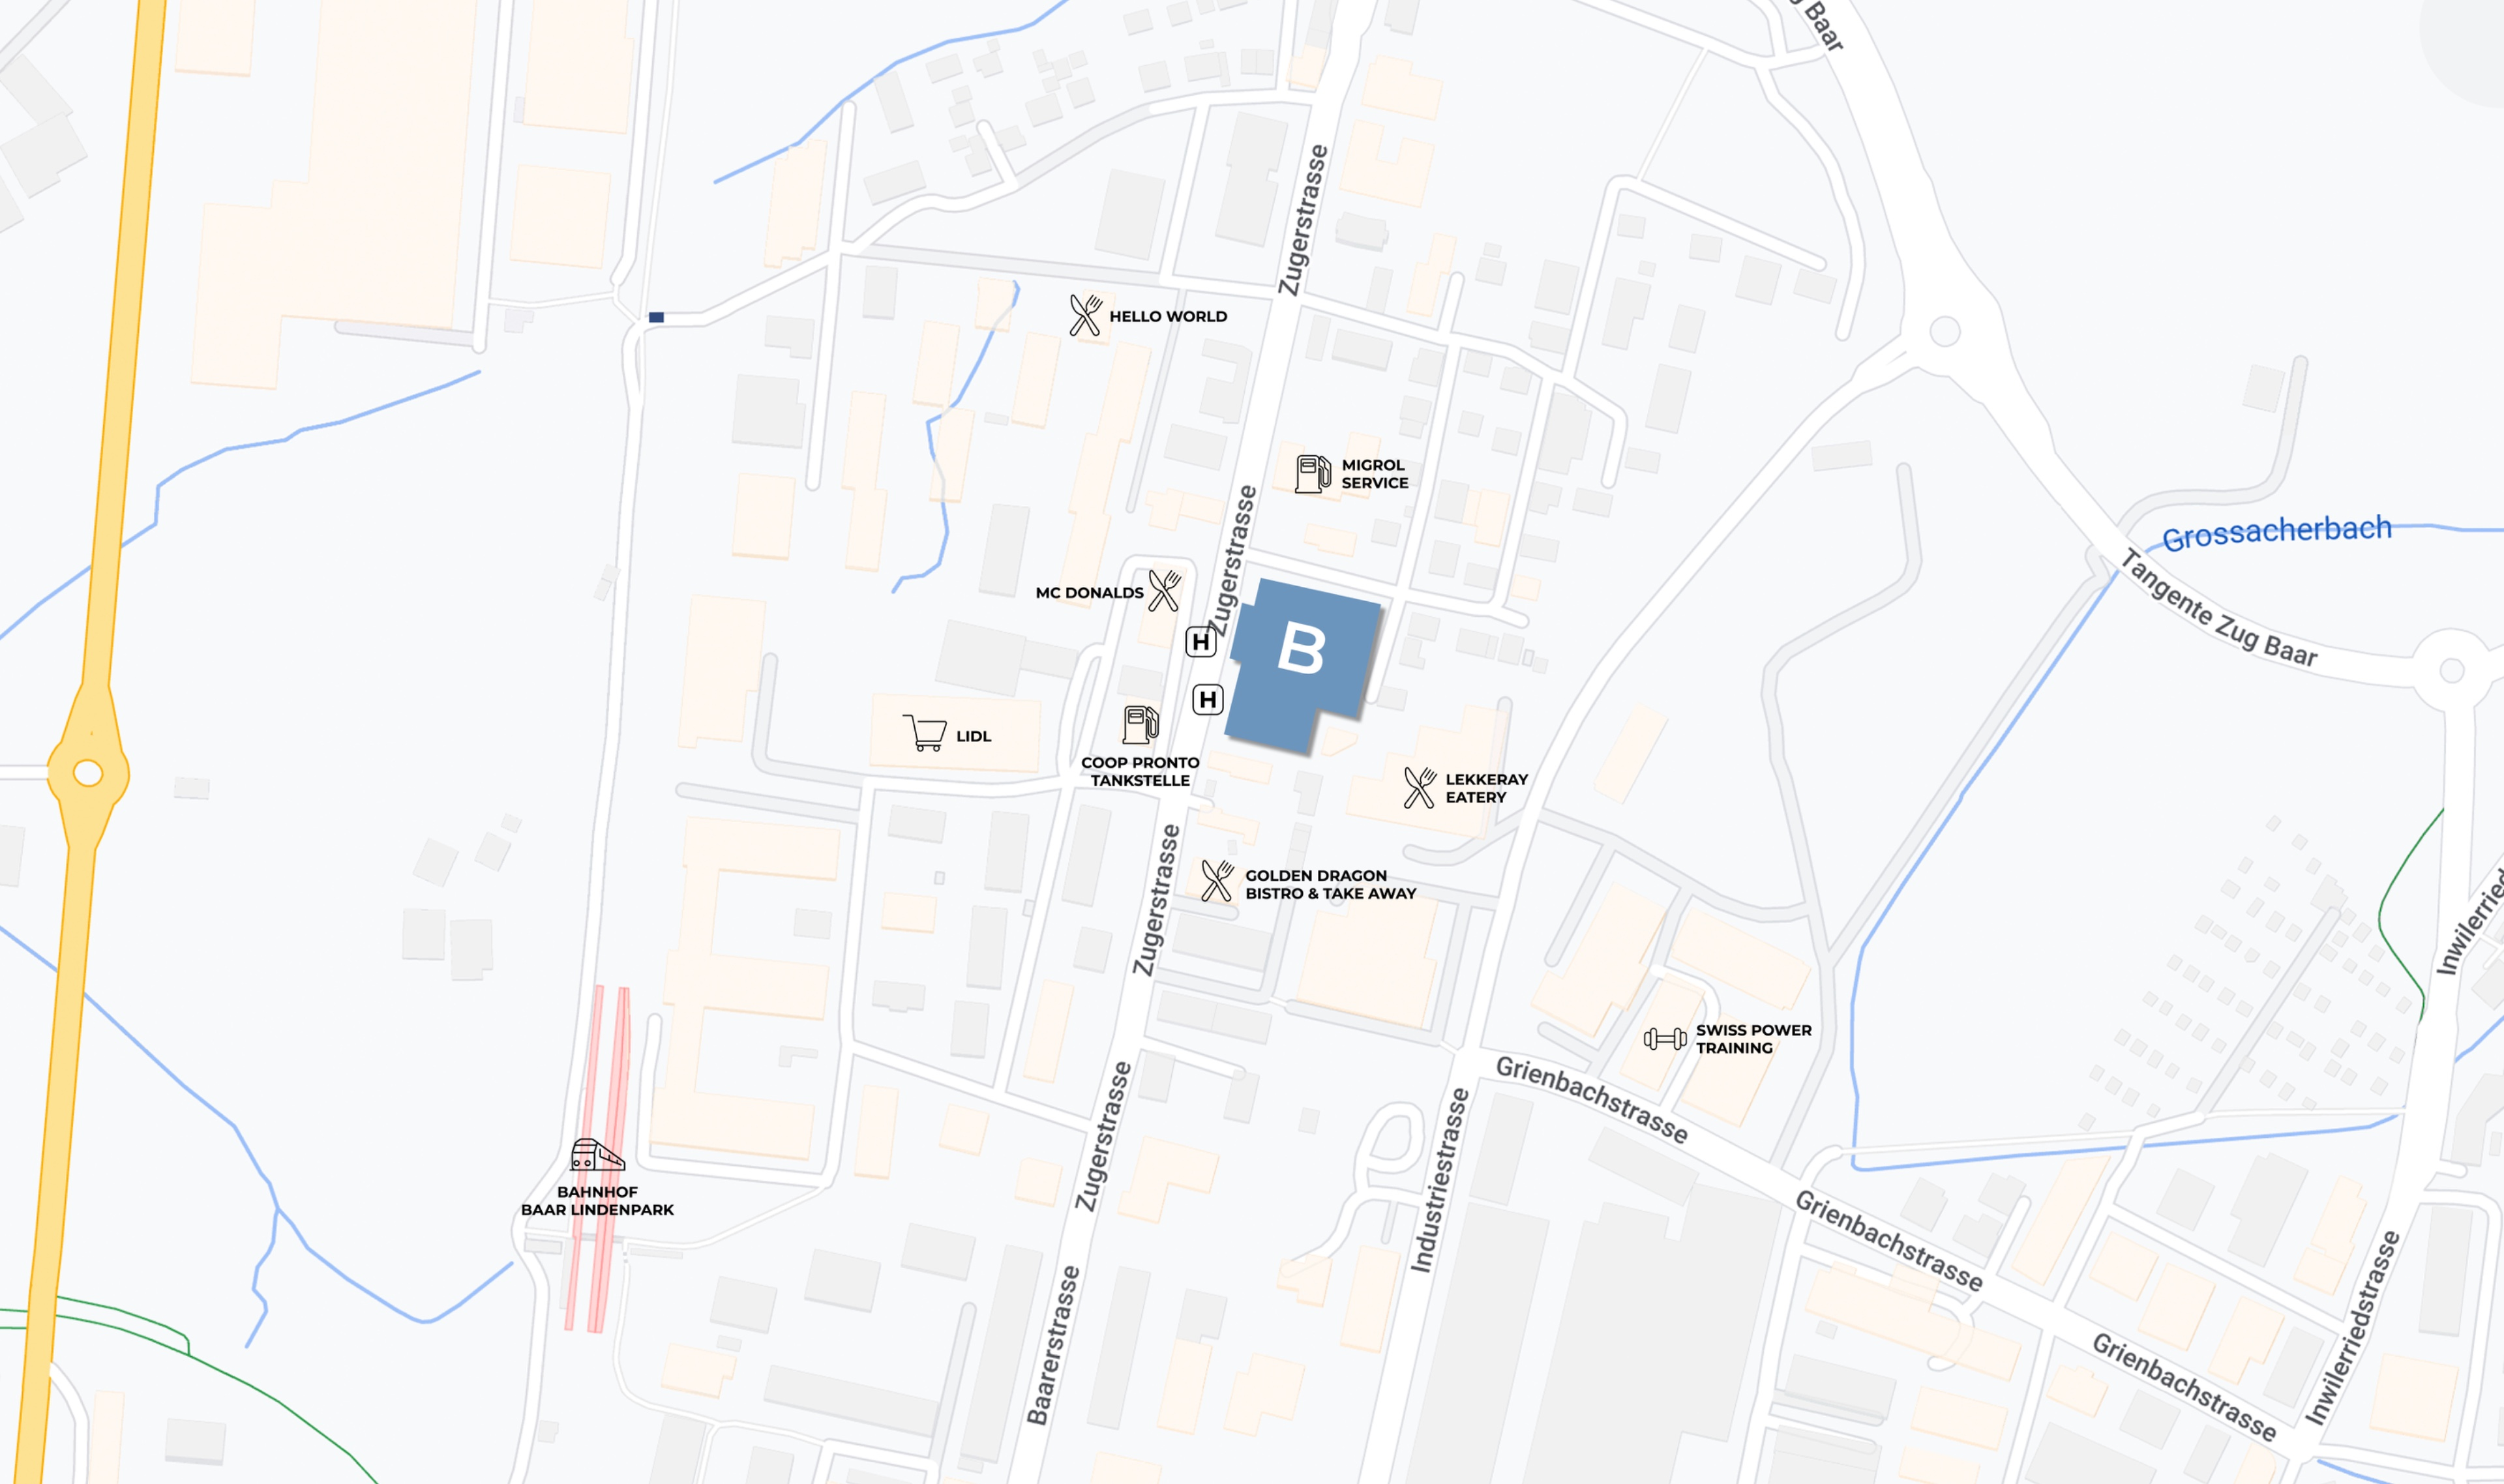 g Baar
Zugerstrasse
HELLO WORLD
MIGROL
SERVICE
Zugerstrasse
Grossacherbach
Tangente Zug Baar
MC DONALDS
H
B
H
LIDL
COOP PRONTO
TANKSTELLE
LEKKERAY
EATERY
Zugerstrasse
GOLDEN DRAGON
BISTRO & TAKE AWAY
Inwilerried
SWISS POWER
TRAINING
Grienbachstrasse
Zugerstrasse
Industriestrasse
BAHNHOF
BAAR LINDENPARK
Grienbachstrasse
Inwilerriedstrasse
Baarerstrasse
Grienbachstrasse